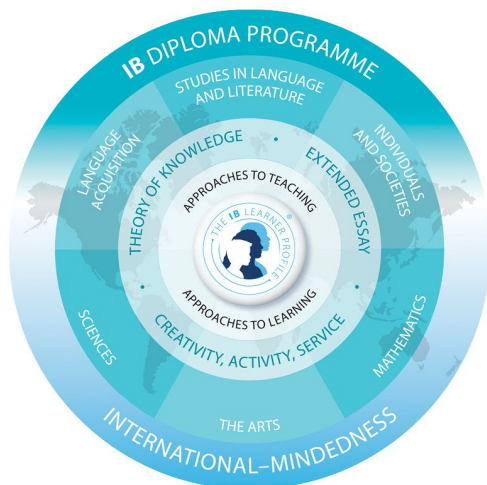 IB DIPLOMA PROGRAMME
STUDIES IN LANGUAGE
AND LITERATURE
LANGUAGE
ACQUISITION
INDIVIDUALS
AND SOCIETIES
THEORY OF KNOWLEDGE
•
EXTENDED ESSAY
APPROACHES TO TEACHING
THE IB LEARNER PROFILE
®
APPROACHES TO LEARNING
•
CREATIVITY, ACTIVITY, SERVICE
•
SCIENCES
MATHEMATICS
THE ARTS
INTERNATIONAL–MINDEDNESS